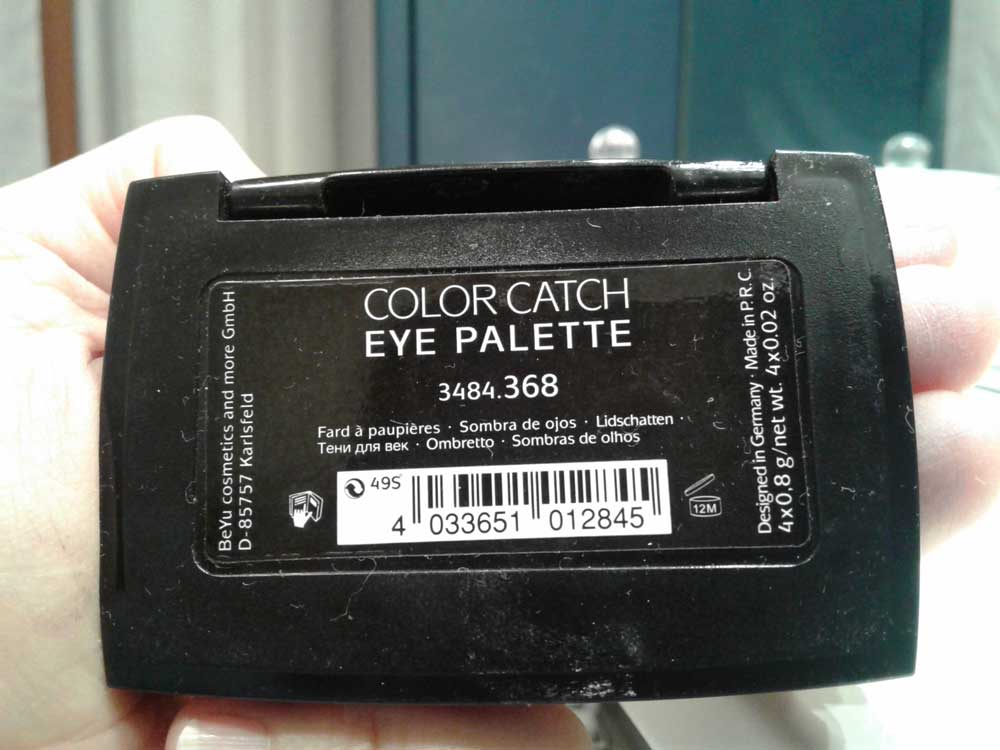 COLOR CATCH
EYE PALETTE
3484.368
Fard à paupières · Sombra de ojos · Lidschatten ·
Тени для век · Ombretto · Sombras de olhos
49S
4 033651 012845
12M
BeYu cosmetics and more GmbH
D-85757 Karlsfeld
Designed in Germany · Made in P.R.C.
4x0,8 g/net wt. 4x0.02 oz.